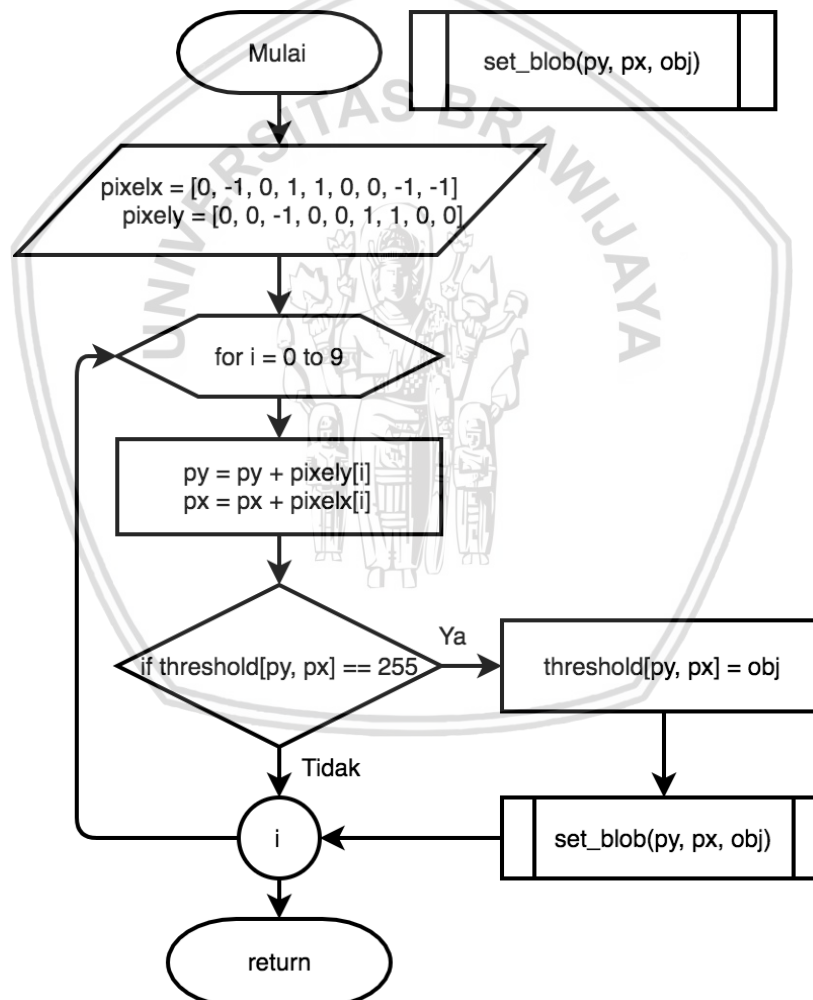 Mulai
set_blob(py, px, obj)
UNIVERSITAS BRAWIJAYA
pixelx = [0, -1, 0, 1, 1, 0, 0, -1, -1]
pixely = [0, 0, -1, 0, 0, 1, 1, 0, 0]
for i = 0 to 9
py = py + pixely[i]
px = px + pixelx[i]
if threshold[py, px] == 255
Ya
threshold[py, px] = obj
Tidak
i
set_blob(py, px, obj)
return